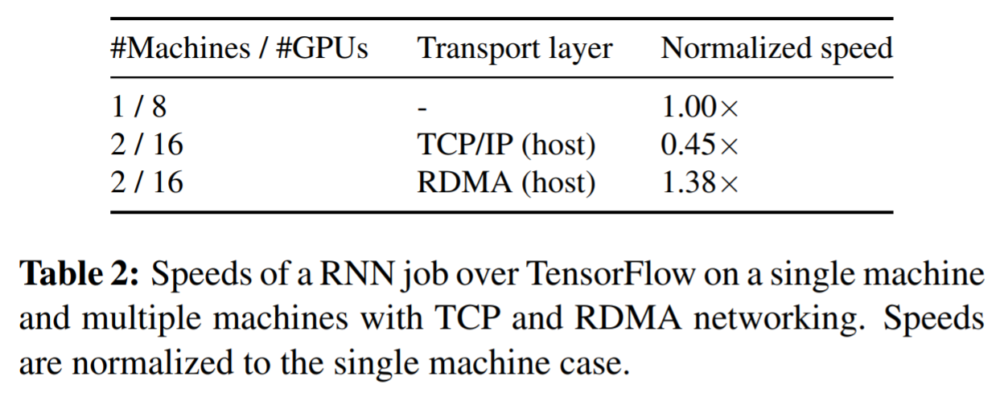 #Machines / #GPUs Transport layer Normalized speed
1 / 8 - 1.00×
2 / 16 TCP/IP (host) 0.45×
2 / 16 RDMA (host) 1.38×
Table 2: Speeds of a RNN job over TensorFlow on a single machine
and multiple machines with TCP and RDMA networking. Speeds
are normalized to the single machine case.